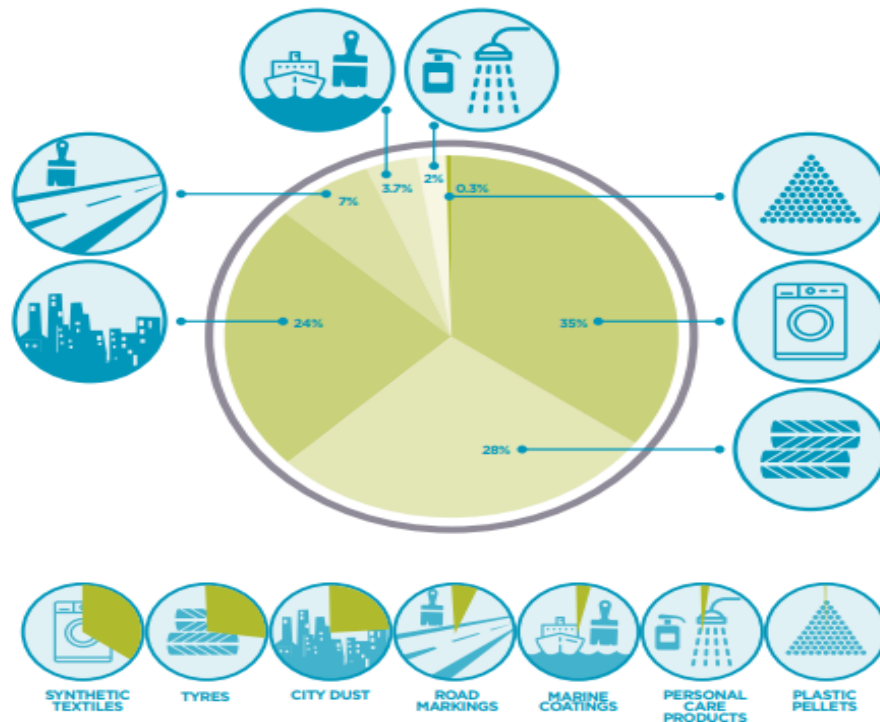 3.7%
2%
0.3%
7%
24%
35%
28%
SYNTHETIC
TEXTILES
TYRES
CITY DUST
ROAD
MARKINGS
MARINE
COATINGS
PERSONAL
CARE
PRODUCTS
PLASTIC
PELLETS